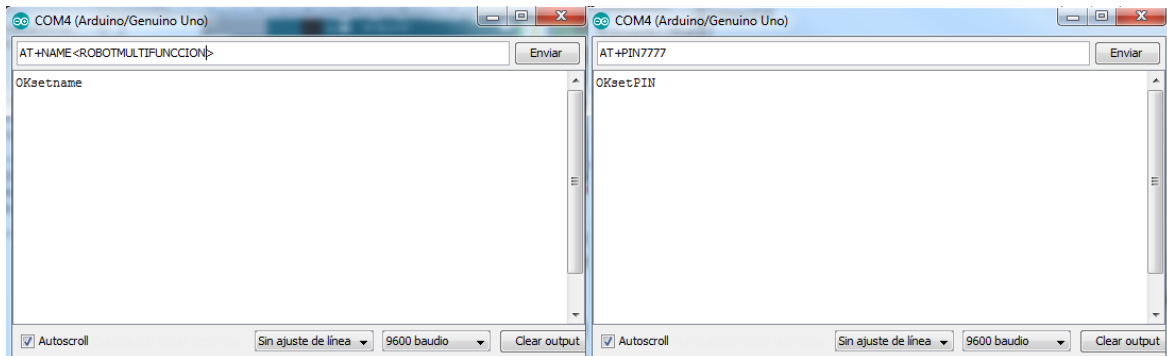 COM4 (Arduino/Genuino Uno)
AT+NAME<ROBOTMULTIFUNCCION>
Enviar
OKsetname
Autoscroll
Sin ajuste de línea
9600 baudio
Clear output
COM4 (Arduino/Genuino Uno)
AT+PIN7777
Enviar
OKsetPIN
Autoscroll
Sin ajuste de línea
9600 baudio
Clear output